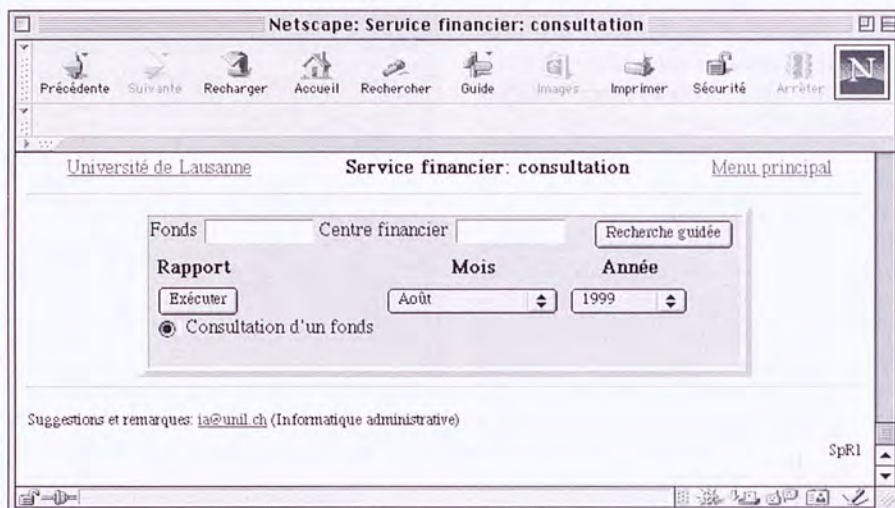 Netscape: Service financier: consultation
Précédente Suivante Recharger Accueil Rechercher Guide Images Imprimer Sécurité Arrêter N
Université de Lausanne Service financier: consultation Menu principal
Fonds Centre financier Recherche guidée
Rapport Mois Année
Exécuter Août 1999
Consultation d'un fonds
Suggestions et remarques: ia@unil.ch (Informatique administrative)
SpR1